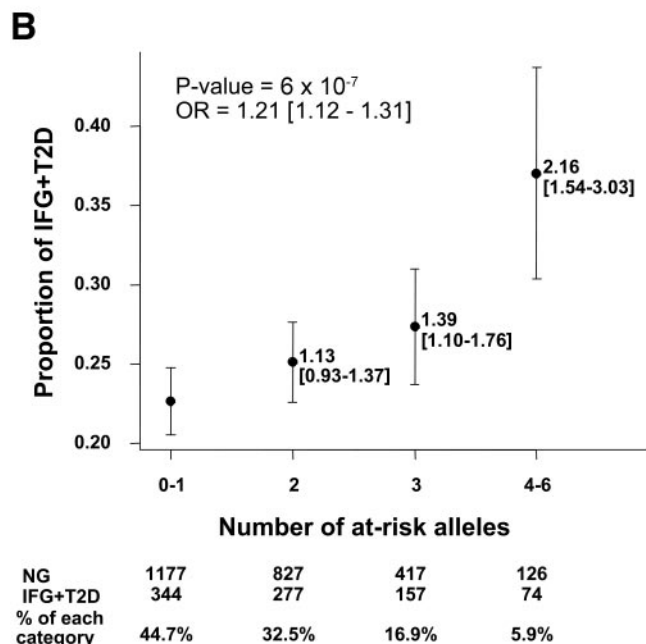 B
P-value = 6 x 10⁻⁷
OR = 1.21 [1.12 - 1.31]
Proportion of IFG+T2D
0.40
0.35
0.30
0.25
0.20
2.16
[1.54-3.03]
1.39
[1.10-1.76]
1.13
[0.93-1.37]
0-1 2 3 4-6
Number of at-risk alleles
NG 1177 827 417 126
IFG+T2D 344 277 157 74
% of each
category 44.7% 32.5% 16.9% 5.9%